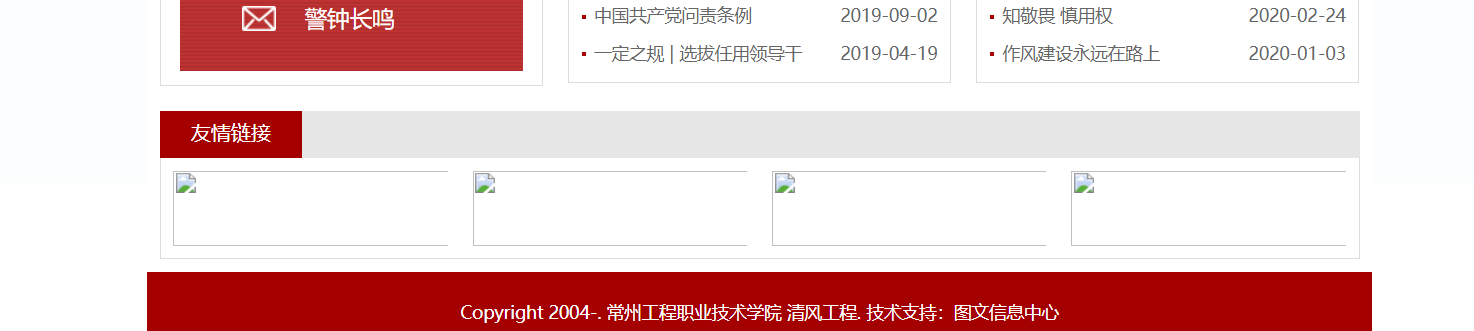 警钟长鸣
中国共产党问责条例 2019-09-02
一定之规 | 选拔任用领导干 2019-04-19
知敬畏 慎用权 2020-02-24
作风建设永远在路上 2020-01-03
友情链接
Copyright 2004-. 常州工程职业技术学院 清风工程. 技术支持：图文信息中心